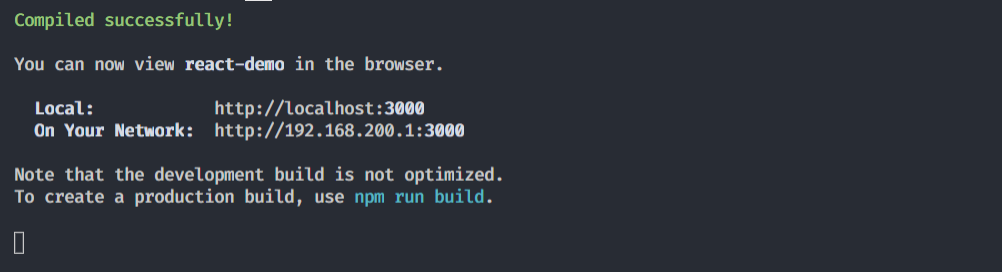 Compiled successfully!
You can now view react-demo in the browser.
Local: http://localhost:3000
On Your Network: http://192.168.200.1:3000
Note that the development build is not optimized.
To create a production build, use npm run build.